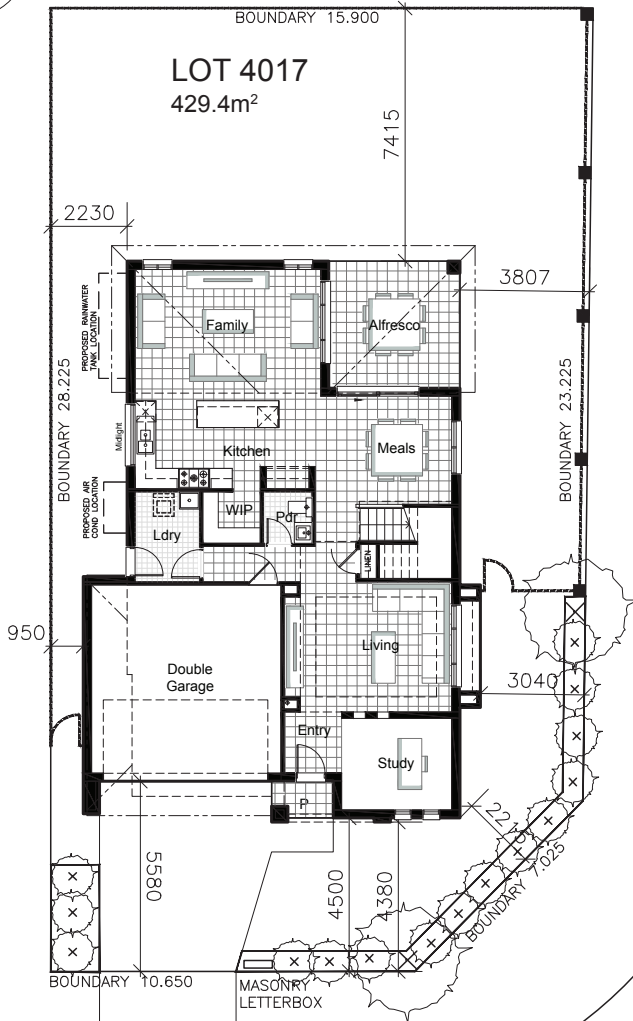 BOUNDARY 15.900
LOT 4017
429.4m²
7415
2230
3807
PROPOSED RAINWATER
TANK LOCATION
Family
Alfresco
BOUNDARY 28.225
BOUNDARY 23.225
Midlight
Kitchen
Meals
PROPOSED AIR
COND LOCATION
WIP
Pdr
Ldry
LINEN
950
Living
Double
Garage
3040
Entry
Study
P
2215
5580
4500
4380
BOUNDARY 7.025
BOUNDARY 10.650
MASONRY
LETTERBOX